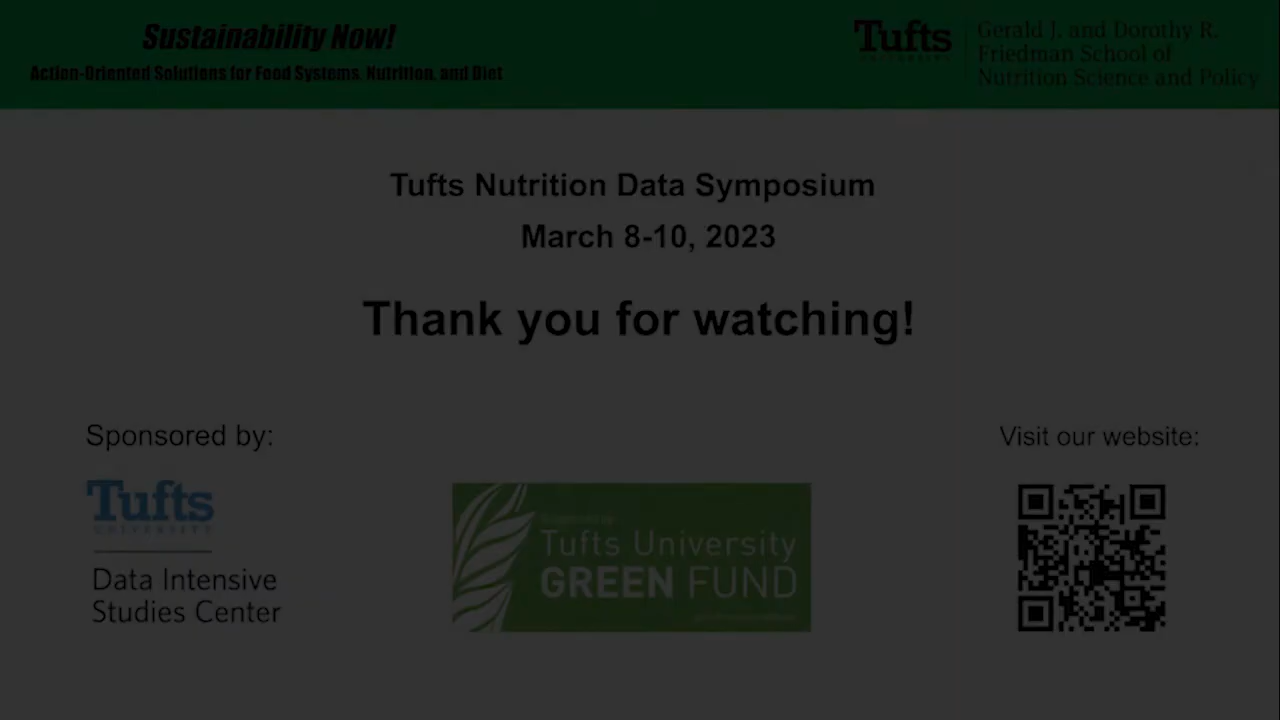 Sustainability Now!
Action-Oriented Solutions for Food Systems, Nutrition, and Diet
Tufts
UNIVERSITY
Gerald J. and Dorothy R.
Friedman School of
Nutrition Science and Policy
Tufts Nutrition Data Symposium
March 8-10, 2023
Thank you for watching!
Sponsored by:
Tufts
UNIVERSITY
Data Intensive
Studies Center
Tufts University
GREEN FUND
Visit our website: